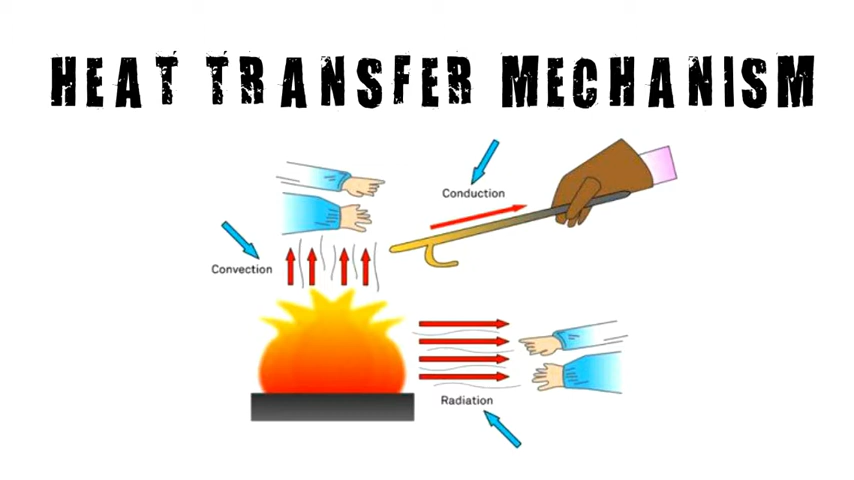 HEAT TRANSFER MECHANISM
Conduction
Convection
Radiation